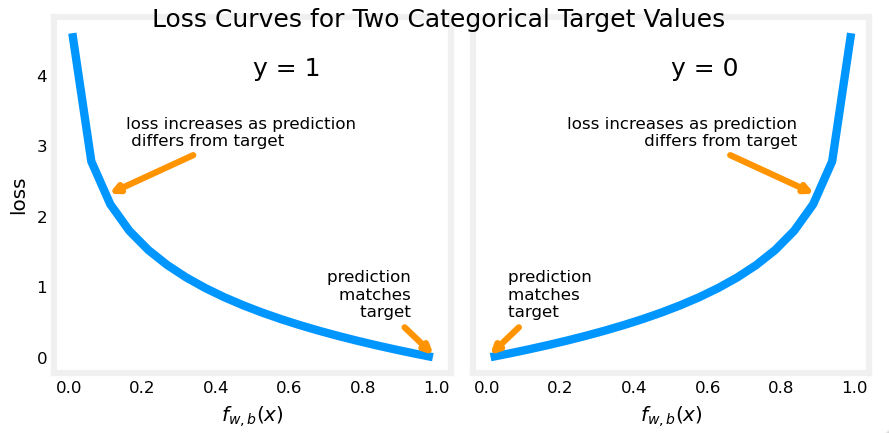 Loss Curves for Two Categorical Target Values
y = 1
loss increases as prediction
differs from target
prediction
matches
target
loss
4
3
2
1
0
0.0 0.2 0.4 0.6 0.8 1.0
f_{w,b}(x)
y = 0
loss increases as prediction
differs from target
prediction
matches
target
0.0 0.2 0.4 0.6 0.8 1.0
f_{w,b}(x)